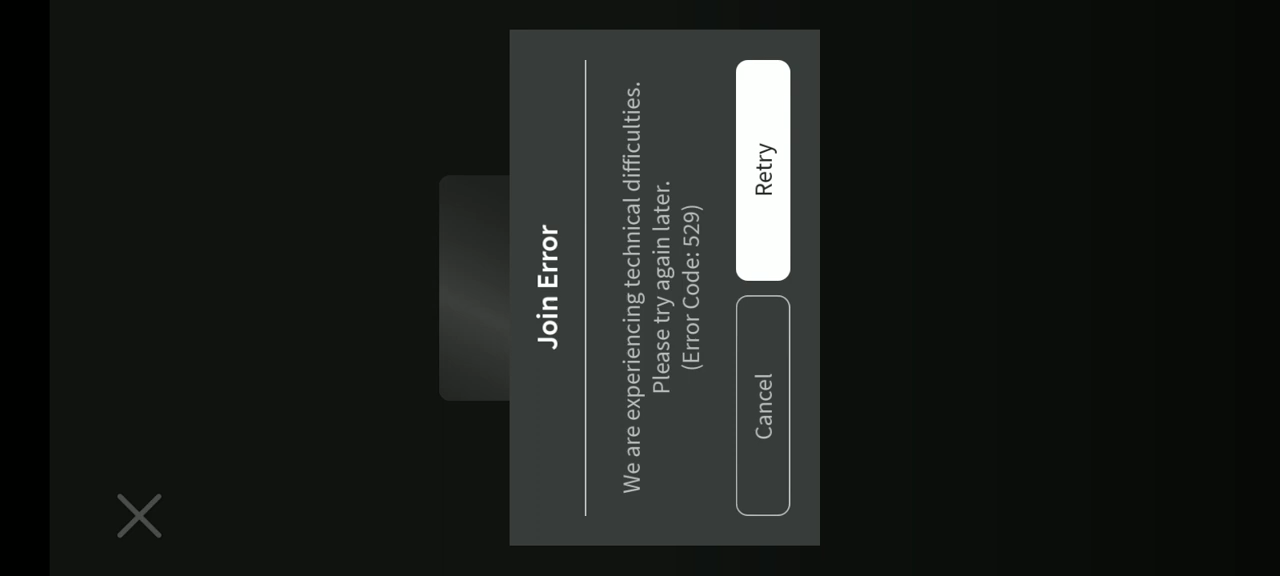 Join Error
We are experiencing technical difficulties.
Please try again later.
(Error Code: 529)
Cancel
Retry